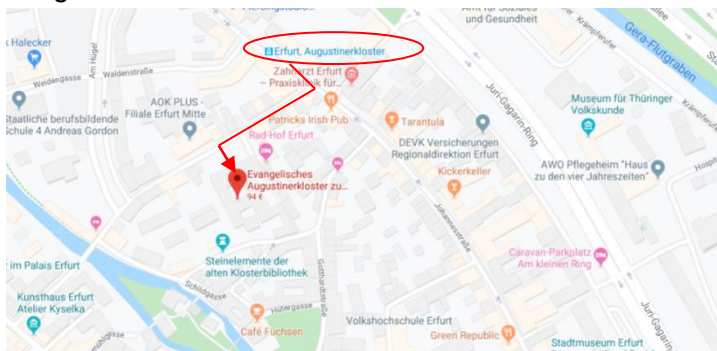 und Gesundheit
Krämpferufer
Gera-Flutgraben
Halecker
Am Hügel
Erfurt, Augustinerkloster
Weidengasse
Waldenstraße
Zahnarzt Erfurt
– Praxisklinik für...
Juri-Gagarin-Ring
Museum für Thüringer
Volkskunde
AOK PLUS -
Filiale Erfurt Mitte
Staatliche berufsbildende
Schule 4 Andreas Gordon
Patricks Irish Pub
Tarantula
Rad-Hof Erfurt
DEVK Versicherungen
Regionaldirektion Erfurt
Kickerkeller
AWO Pflegeheim "Haus
zu den vier Jahreszeiten"
Evangelisches
Augustinerkloster zu...
94 €
Johannesstraße
Steinelemente der
alten Klosterbibliothek
Gotthardtstraße
Caravan-Parkplatz
Am kleinen Ring
im Palais Erfurt
Schildgasse
Kunsthaus Erfurt
Atelier Kyselka
Hütergasse
Juri-Gagarin-
Café Füchsen
Volkshochschule Erfurt
Green Republic
Stadtmuseum Erfurt